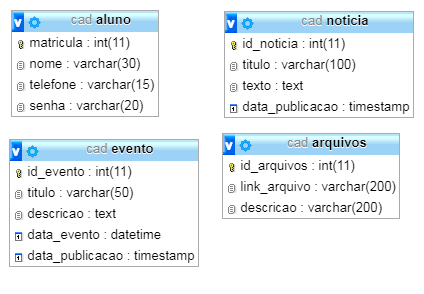 cad aluno
matricula : int(11)
nome : varchar(30)
telefone : varchar(15)
senha : varchar(20)
cad noticia
id_noticia : int(11)
titulo : varchar(100)
texto : text
data_publicacao : timestamp
cad evento
id_evento : int(11)
titulo : varchar(50)
descricao : text
data_evento : datetime
data_publicacao : timestamp
cad arquivos
id_arquivos : int(11)
link_arquivo : varchar(200)
descricao : varchar(200)